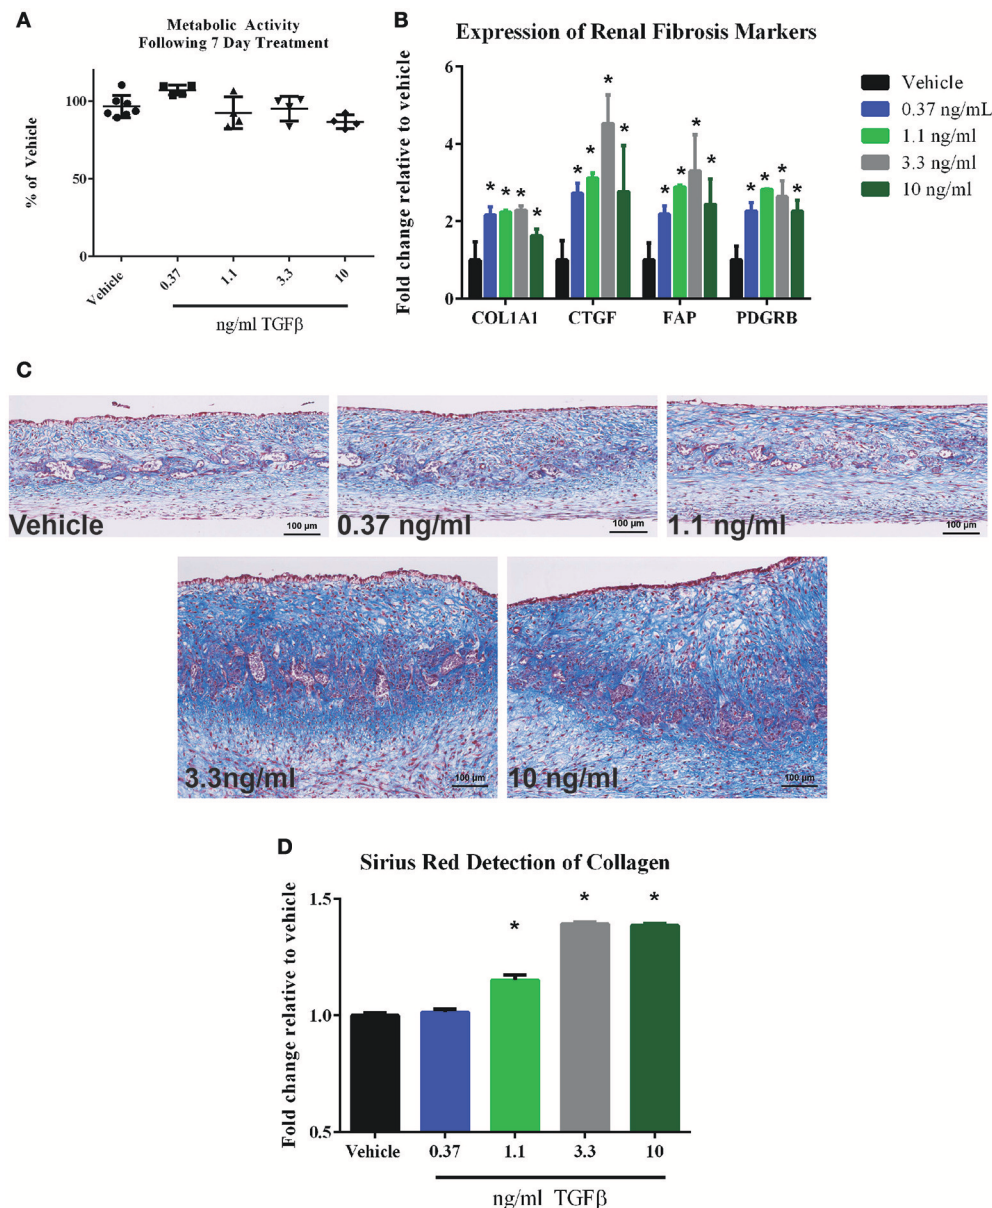 A
Metabolic Activity
Following 7 Day Treatment
% of Vehicle
100
50
0
Vehicle
0.37
1.1
3.3
10
ng/ml TGFβ
B
Expression of Renal Fibrosis Markers
Fold change relative to vehicle
6
4
2
0
* * * *
* * * *
* * * *
* * * *
COL1A1 CTGF FAP PDGRB
Vehicle
0.37 ng/mL
1.1 ng/ml
3.3 ng/ml
10 ng/ml
C
Vehicle
100 µm
0.37 ng/ml
100 µm
1.1 ng/ml
100 µm
3.3ng/ml
100 µm
10 ng/ml
100 µm
D
Sirius Red Detection of Collagen
Fold change relative to vehicle
1.5
1.0
0.5
* * *
Vehicle 0.37 1.1 3.3 10
ng/ml TGFβ